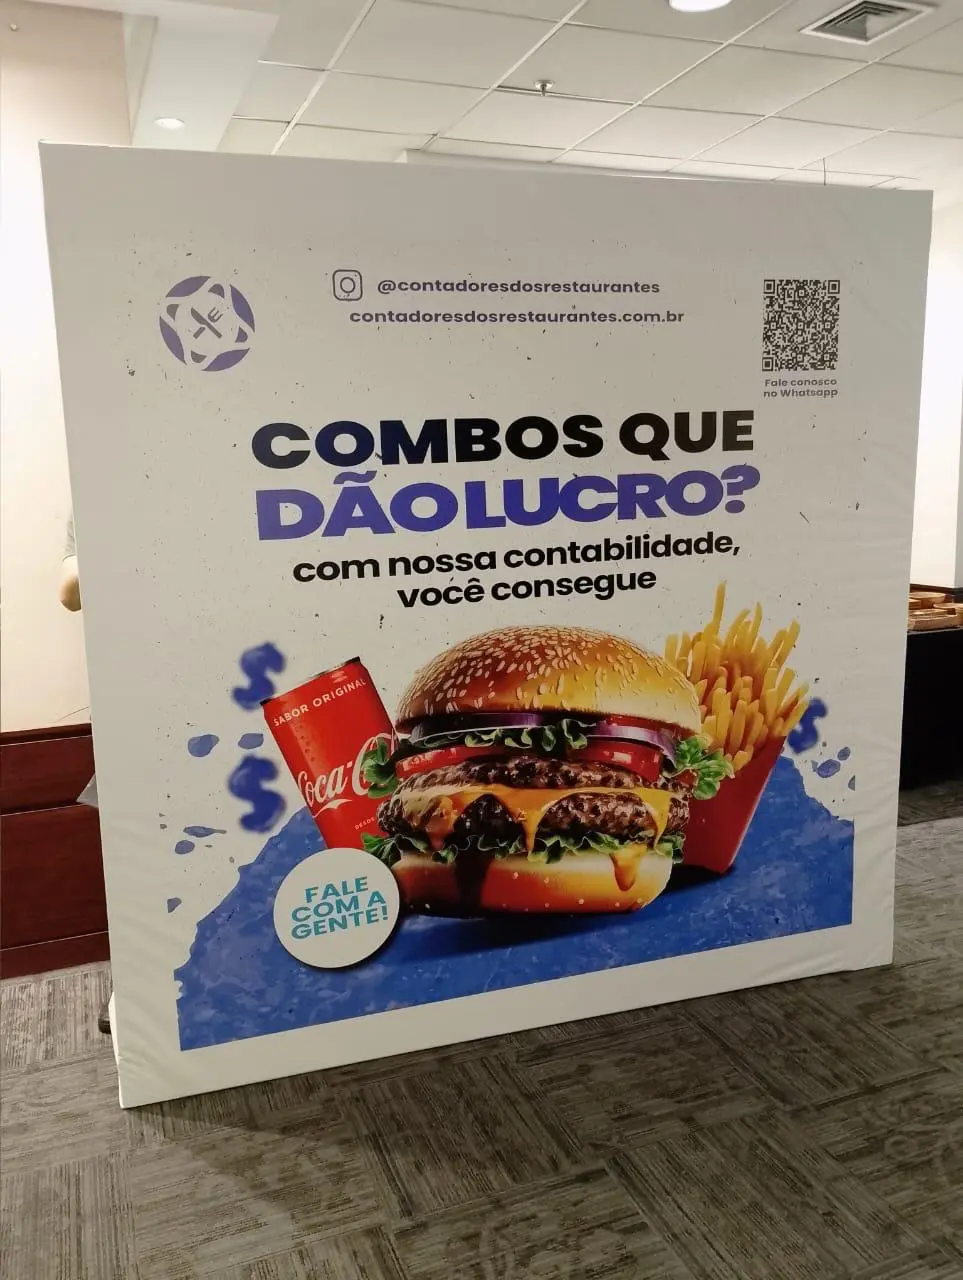 @contadoresdosrestaurantes
contadoresdosrestaurantes.com.br
Fale conosco
no Whatsapp
COMBOS QUE
DÃO LUCRO?
com nossa contabilidade,
você consegue
SABOR ORIGINAL
Coca-C
DESDE
FALE
COM A
GENTE!